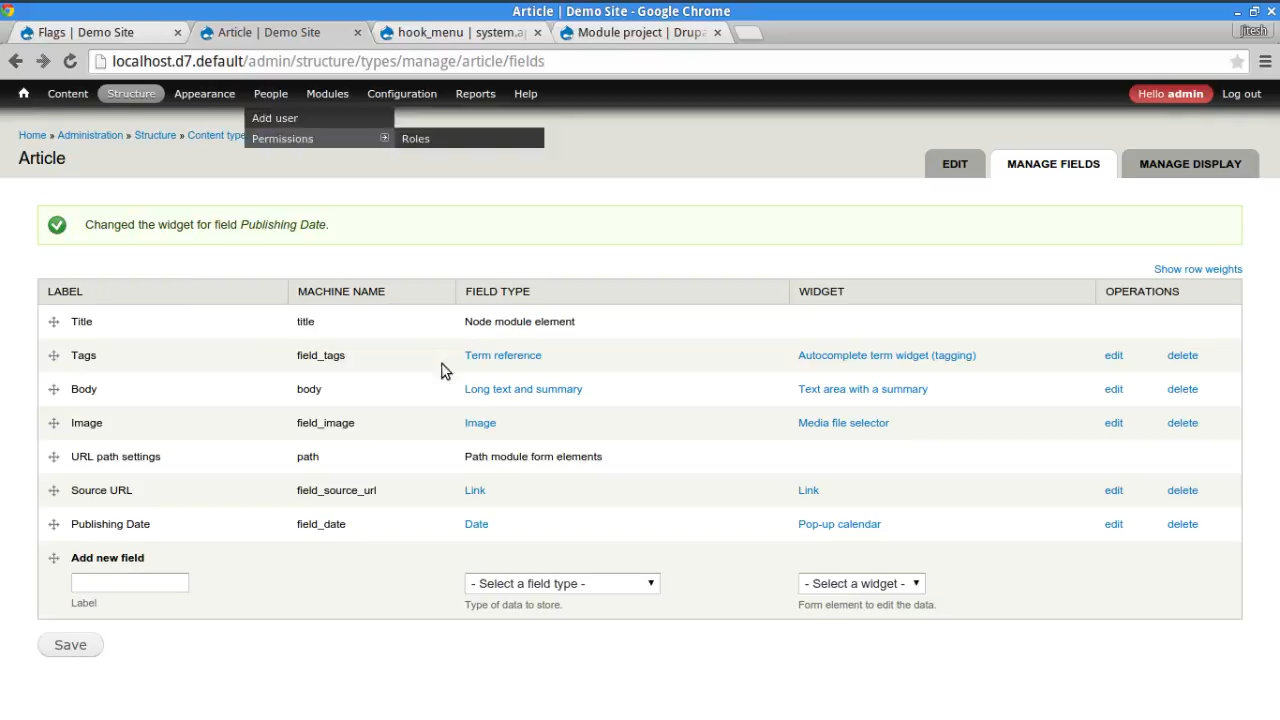 Article | Demo Site - Google Chrome
Flags | Demo Site
Article | Demo Site
hook_menu | system.a
Module project | Drupa
jitesh
localhost.d7.default/admin/structure/types/manage/article/fields
Content Structure Appearance People Modules Configuration Reports Help Hello admin Log out
Add user
Permissions Roles
Home » Administration » Structure » Content type
Article
EDIT MANAGE FIELDS MANAGE DISPLAY
Changed the widget for field Publishing Date.
Show row weights
LABEL MACHINE NAME FIELD TYPE WIDGET OPERATIONS
Title title Node module element
Tags field_tags Term reference Autocomplete term widget (tagging) edit delete
Body body Long text and summary Text area with a summary edit delete
Image field_image Image Media file selector edit delete
URL path settings path Path module form elements
Source URL field_source_url Link Link edit delete
Publishing Date field_date Date Pop-up calendar edit delete
Add new field
- Select a field type - - Select a widget -
Label Type of data to store. Form element to edit the data.
Save